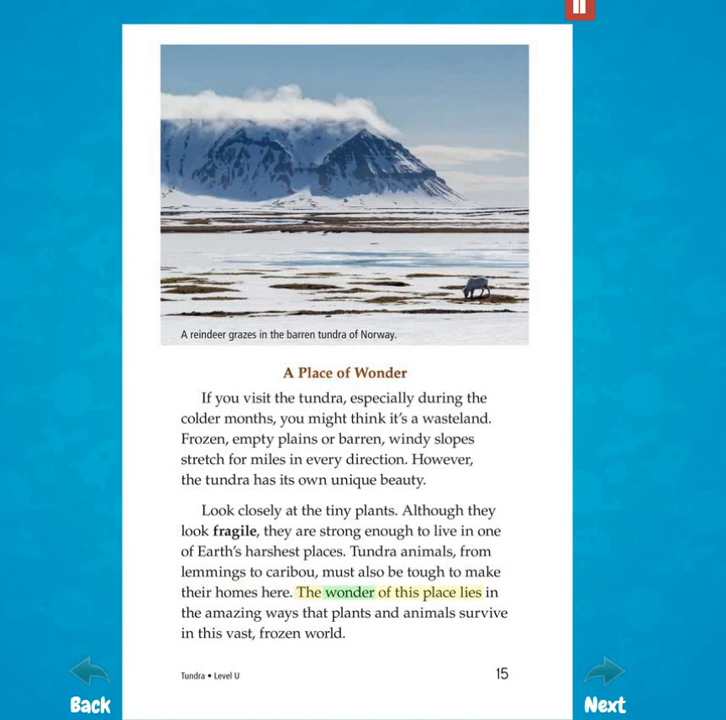 A reindeer grazes in the barren tundra of Norway.
A Place of Wonder
If you visit the tundra, especially during the
colder months, you might think it’s a wasteland.
Frozen, empty plains or barren, windy slopes
stretch for miles in every direction. However,
the tundra has its own unique beauty.
Look closely at the tiny plants. Although they
look fragile, they are strong enough to live in one
of Earth’s harshest places. Tundra animals, from
lemmings to caribou, must also be tough to make
their homes here. The wonder of this place lies in
the amazing ways that plants and animals survive
in this vast, frozen world.
Tundra • Level U
15
Back
Next